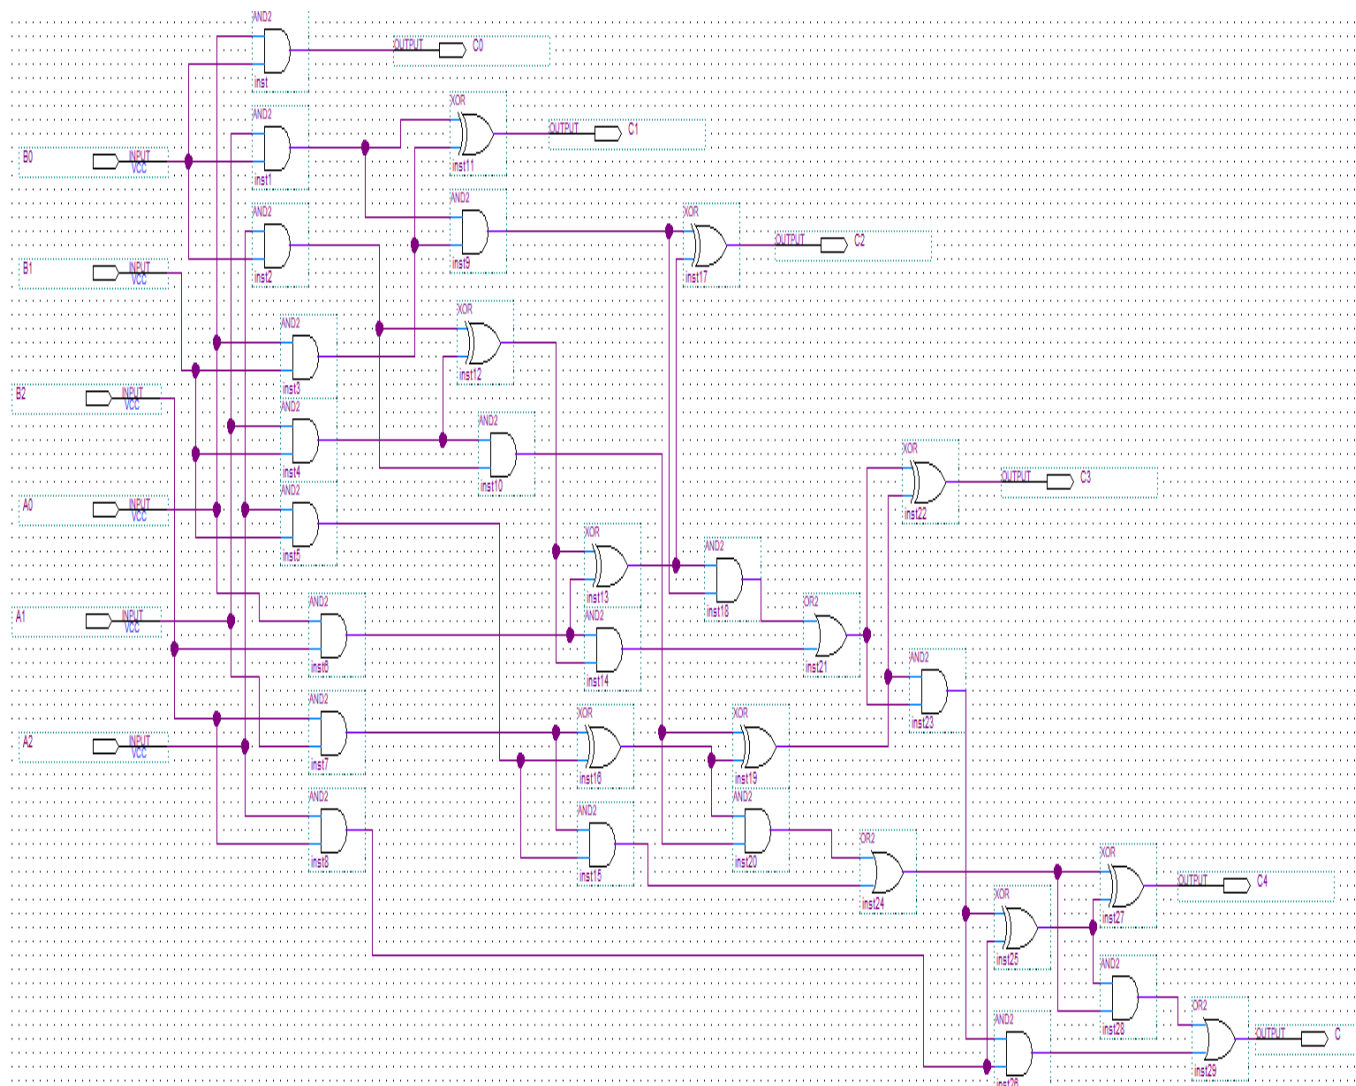 AND2
OUTPUT
C0
inst
XOR
AND2
OUTPUT
C1
B0
INPUT
VCC
inst1
inst11
AND2
AND2
XOR
OUTPUT
C2
B1
INPUT
VCC
inst2
inst9
inst17
XOR
AND2
inst12
inst3
B2
INPUT
VCC
AND2
AND2
XOR
inst4
inst10
OUTPUT
C3
AND2
A0
INPUT
VCC
inst22
XOR
AND2
inst5
inst13
inst18
AND2
AND2
OR2
A1
INPUT
VCC
inst6
inst14
inst21
AND2
AND2
XOR
XOR
A2
INPUT
VCC
inst23
inst7
inst16
inst19
AND2
AND2
AND2
OR2
XOR
inst8
inst15
inst20
OUTPUT
C4
XOR
inst24
inst27
inst25
AND2
OR2
AND2
inst28
OUTPUT
C
inst29
inst26